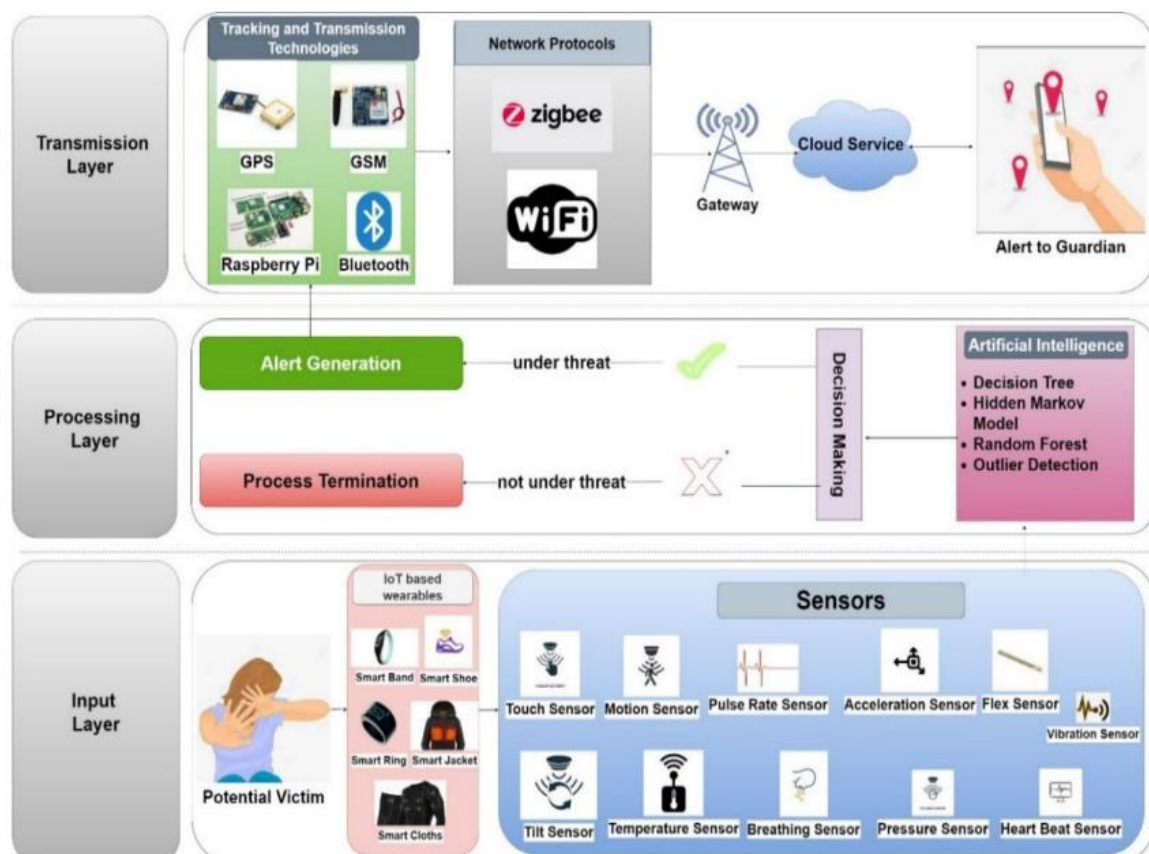 Transmission
Layer
Tracking and Transmission
Technologies
GPS
GSM
Raspberry Pi
Bluetooth
Network Protocols
zigbee
WiFi
Gateway
Cloud Service
Alert to Guardian
Processing
Layer
Alert Generation
under threat
Process Termination
not under threat
Decision Making
Artificial Intelligence
• Decision Tree
• Hidden Markov
Model
• Random Forest
• Outlier Detection
Input
Layer
Potential Victim
IoT based
wearables
Smart Band
Smart Shoe
Smart Ring
Smart Jacket
Smart Cloths
Sensors
Touch Sensor
Motion Sensor
Pulse Rate Sensor
Acceleration Sensor
Flex Sensor
Vibration Sensor
Tilt Sensor
Temperature Sensor
Breathing Sensor
Pressure Sensor
Heart Beat Sensor